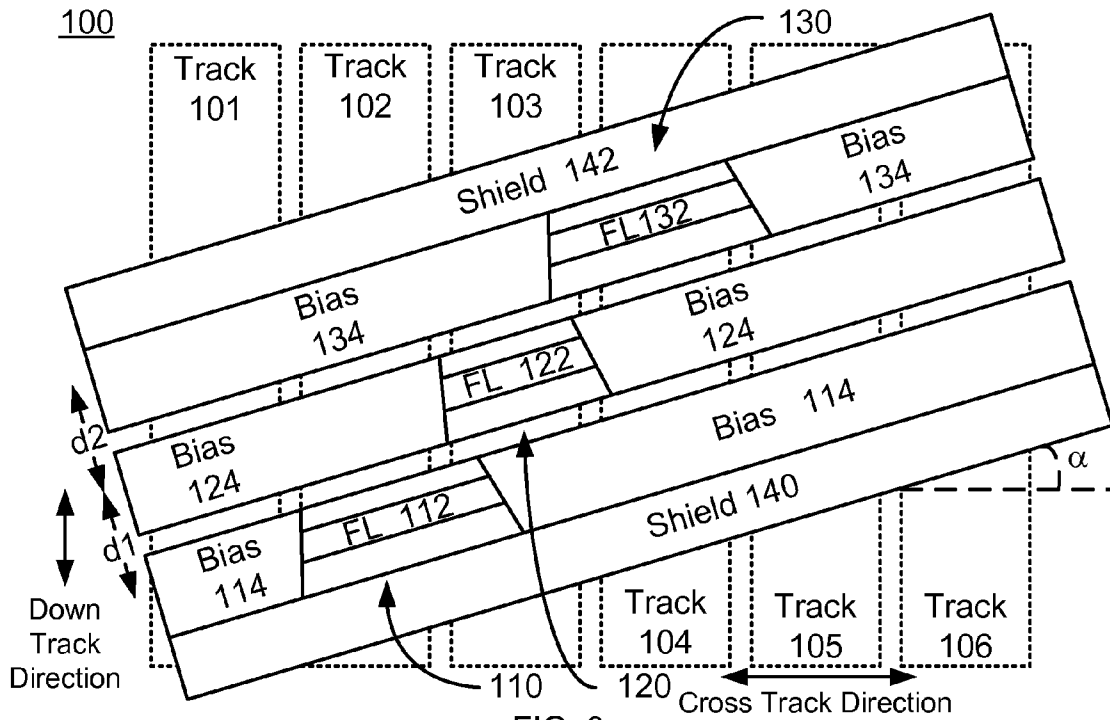 100
130
Track
101
Track
102
Track
103
Shield 142
Bias
134
FL132
Bias
134
Bias
124
FL 122
d2
Bias
124
Bias 114
FL 112
Shield 140
α
d1
Bias
114
Down
Track
Direction
Track
104
Track
105
Track
106
110
120
Cross Track Direction